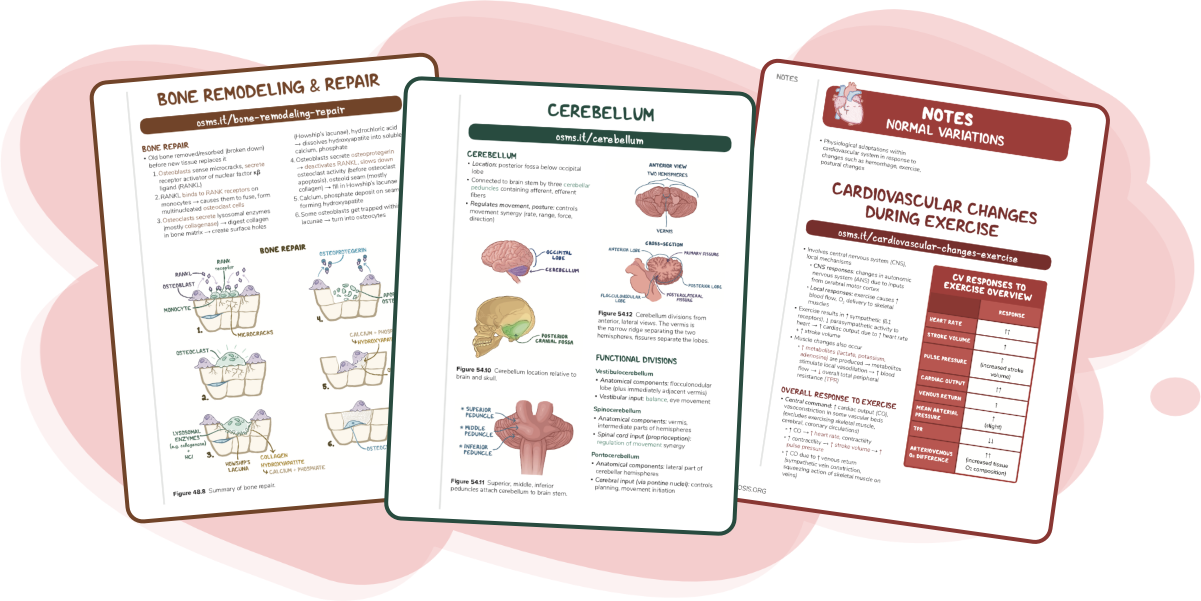 BONE REMODELING & REPAIR
osms.it/bone-remodeling-repair
BONE REPAIR
• Old bone removed/resorbed (broken down)
before new tissue replaces it
1. Osteoblasts sense microcracks, secrete
receptor activator of nuclear factor κβ
ligand (RANKL)
2. RANKL binds to RANK receptors on
monocytes → causes them to fuse, form
multinucleated osteoclast cells
3. Osteoclasts secrete lysosomal enzymes
(mostly collagenase) → digest collagen
in bone matrix → create surface holes
(Howship's lacunae), hydrochloric acid
→ dissolves hydroxyapatite into soluble
calcium, phosphate
4. Osteoblasts secrete osteoprotegerin
→ deactivates RANKL, slows down
osteoclast activity (before osteoclast
apoptosis), osteoid seam (mostly
collagen) → fill in Howship's lacunae
5. Calcium, phosphate deposit on seam
forming hydroxyapatite
6. Some osteoblasts get trapped within
lacunae → turn into osteocytes
BONE REPAIR
RANKL
RANK
receptor
OSTEOBLAST
MONOCYTE
1.
MICROCRACKS
OSTEOCLAST
2.
LYSOSOMAL
ENZYMES
(e.g. collagenase)
+
HCl
3.
HOWSHIP'S
LACUNA
COLLAGEN
HYDROXYAPATITE
↳ CALCIUM + PHOSPHATE
OSTEOPROTEGERIN
4.
CALCIUM + PHOSP
↳ HYDROXYAPATI
5.
6.
OSTEOC
Figure 48.8 Summary of bone repair.
CEREBELLUM
osms.it/cerebellum
CEREBELLUM
• Location: posterior fossa below occipital
lobe
• Connected to brain stem by three cerebellar
peduncles containing afferent, efferent
fibers
• Regulates movement, posture; controls
movement synergy (rate, range, force,
direction)
OCCIPITAL
LOBE
CEREBELLUM
POSTERIOR
CRANIAL FOSSA
Figure 54.10 Cerebellum location relative to
brain and skull.
SUPERIOR
PEDUNCLE
MIDDLE
PEDUNCLE
INFERIOR
PEDUNCLE
Figure 54.11 Superior, middle, inferior
peduncles attach cerebellum to brain stem.
ANTERIOR VIEW
TWO HEMISPHERES
VERMIS
CROSS-SECTION
ANTERIOR LOBE
PRIMARY FISSURE
POSTERIOR LOBE
FLOCCULONODULAR
LOBE
POSTEROLATERAL
FISSURE
Figure 54.12 Cerebellum divisions from
anterior, lateral views. The vermis is
the narrow ridge separating the two
hemispheres, fissures separate the lobes.
FUNCTIONAL DIVISIONS
Vestibulocerebellum
• Anatomical components: flocculonodular
lobe (plus immediately adjacent vermis)
• Vestibular input: balance, eye movement
Spinocerebellum
• Anatomical components: vermis,
intermediate parts of hemispheres
• Spinal cord input (proprioception):
regulation of movement synergy
Pontocerebellum
• Anatomical components: lateral part of
cerebellar hemispheres
• Cerebral input (via pontine nuclei): controls
planning, movement initiation
NOTES
NOTES
NORMAL VARIATIONS
• Physiological adaptations within
cardiovascular system in response to
changes such as hemorrhage, exercise,
postural changes
CARDIOVASCULAR CHANGES
DURING EXERCISE
osms.it/cardiovascular-changes-exercise
• Involves central nervous system (CNS),
local mechanisms
• CNS responses: changes in autonomic
nervous system (ANS) due to inputs
from cerebral motor cortex
• Local responses: exercise causes ↑
blood flow, O₂ delivery to skeletal
muscles
• Exercise results in ↑ sympathetic (β1
receptors), ↓ parasympathetic activity to
heart → ↑ cardiac output due to ↑ heart rate
+ ↑ stroke volume
• Muscle changes also occur
• ↑ metabolites (lactate, potassium,
adenosine) are produced → metabolites
stimulate local vasodilation → ↑ blood
flow → ↓ overall total peripheral
resistance (TPR)
OVERALL RESPONSE TO EXERCISE
• Central command: ↑ cardiac output (CO),
vasoconstriction in some vascular beds
(excludes exercising skeletal muscle,
cerebral, coronary circulations)
• ↑ CO → ↑ heart rate, contractility
• ↑ contractility → ↑ stroke volume → ↑
pulse pressure
• ↑ CO due to ↑ venous return
(sympathetic vein constriction,
squeezing action of skeletal muscle on
veins)
CV RESPONSES TO
EXERCISE OVERVIEW
RESPONSE
HEART RATE ↑↑
STROKE VOLUME ↑
PULSE PRESSURE ↑
(increased stroke
volume)
CARDIAC OUTPUT ↑↑
VENOUS RETURN ↑
MEAN ARTERIAL
PRESSURE ↑
(slight)
TPR ↓↓
ARTERIOVENOUS
O₂ DIFFERENCE ↑↑
(increased tissue
O₂ composition)
OSIS.ORG